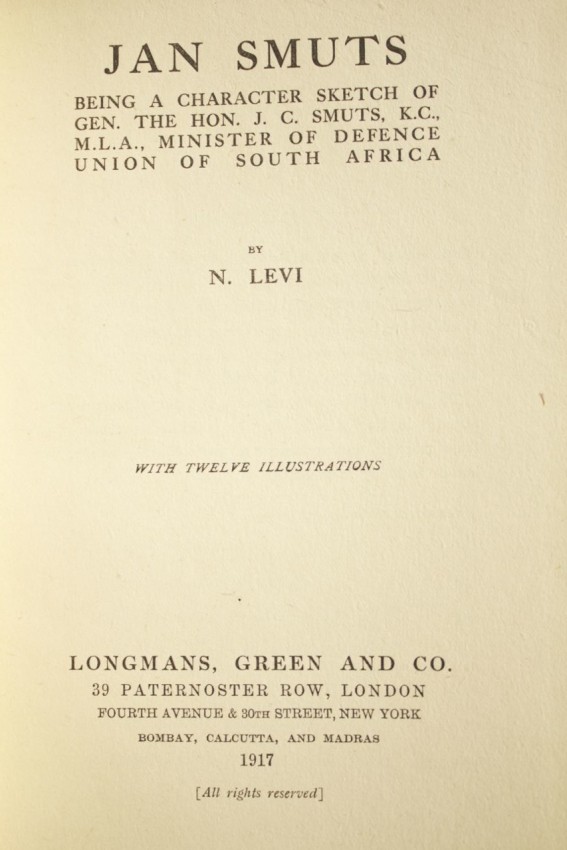 JAN SMUTS
BEING A CHARACTER SKETCH OF
GEN. THE HON. J. C. SMUTS, K.C.,
M.L.A., MINISTER OF DEFENCE
UNION OF SOUTH AFRICA
BY
N. LEVI
WITH TWELVE ILLUSTRATIONS
LONGMANS, GREEN AND CO.
39 PATERNOSTER ROW, LONDON
FOURTH AVENUE & 30TH STREET, NEW YORK
BOMBAY, CALCUTTA, AND MADRAS
1917
[All rights reserved]